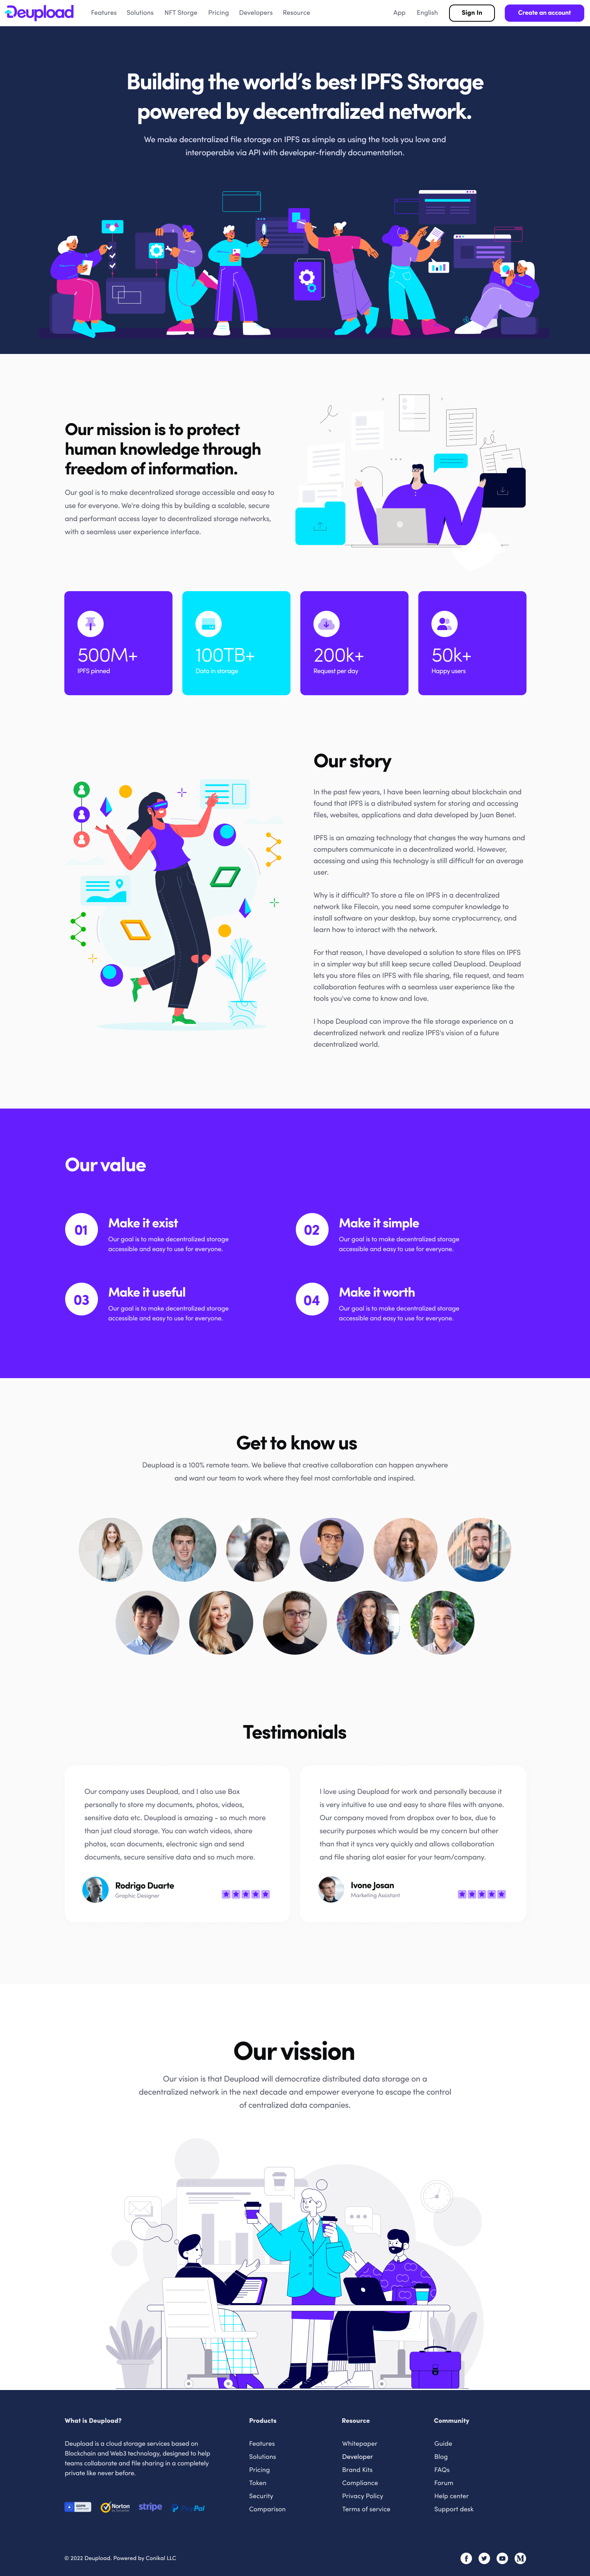 Deupload
Features Solutions NFT Storge Pricing Developers Resource App English Sign In Create an account
Building the world's best IPFS Storage
powered by decentralized network.
We make decentralized file storage on IPFS as simple as using the tools you love and
interoperable via API with developer-friendly documentation.
Our mission is to protect
human knowledge through
freedom of information.
Our goal is to make decentralized storage accessible and easy to
use for everyone. We're doing this by building a scalable, secure
and performant access layer to decentralized storage networks,
with a seamless user experience interface.
500M+
IPFS pinned
100TB+
Data in storage
200k+
Request per day
50k+
Happy users
Our story
In the past few years, I have been learning about blockchain and
found that IPFS is a distributed system for storing and accessing
files, websites, applications and data developed by Juan Benet.
IPFS is an amazing technology that changes the way humans and
computers communicate in a decentralized world. However,
accessing and using this technology is still difficult for an average
user.
Why is it difficult? To store a file on IPFS in a decentralized
network like Filecoin, you need some computer knowledge to
install software on your desktop, buy some cryptocurrency, and
learn how to interact with the network.
For that reason, I have developed a solution to store files on IPFS
in a simpler way but still keep secure called Deupload. Deupload
lets you store files on IPFS with file sharing, file request, and team
collaboration features with a seamless user experience like the
tools you've come to know and love.
I hope Deupload can improve the file storage experience on a
decentralized network and realize IPFS's vision of a future
decentralized world.
Our value
01
Make it exist
Our goal is to make decentralized storage
accessible and easy to use for everyone.
02
Make it simple
Our goal is to make decentralized storage
accessible and easy to use for everyone.
03
Make it useful
Our goal is to make decentralized storage
accessible and easy to use for everyone.
04
Make it worth
Our goal is to make decentralized storage
accessible and easy to use for everyone.
Get to know us
Deupload is a 100% remote team. We believe that creative collaboration can happen anywhere
and want our team to work where they feel most comfortable and inspired.
Testimonials
Our company uses Deupload, and I also use Box
personally to store my documents, photos, videos,
sensitive data etc. Deupload is amazing - so much more
than just cloud storage. You can watch videos, share
photos, scan documents, electronic sign and send
documents, secure sensitive data and so much more.
Rodrigo Duarte
Graphic Designer
I love using Deupload for work and personally because it
is very intuitive to use and easy to share files with anyone.
Our company moved from dropbox over to box, due to
security purposes which would be my concern but other
than that it syncs very quickly and allows collaboration
and file sharing alot easier for your team/company.
Ivone Josan
Marketing Assistant
Our vission
Our vision is that Deupload will democratize distributed data storage on a
decentralized network in the next decade and empower everyone to escape the control
of centralized data companies.
What is Deupload?
Deupload is a cloud storage services based on
Blockchain and Web3 technology, designed to help
teams collaborate and file sharing in a completely
private like never before.
Norton
stripe
PayPal
Products
Features
Solutions
Pricing
Token
Security
Comparison
Resource
Whitepaper
Developer
Brand Kits
Compliance
Privacy Policy
Terms of service
Community
Guide
Blog
FAQs
Forum
Help center
Support desk
© 2022 Deupload. Powered by Conikal LLC